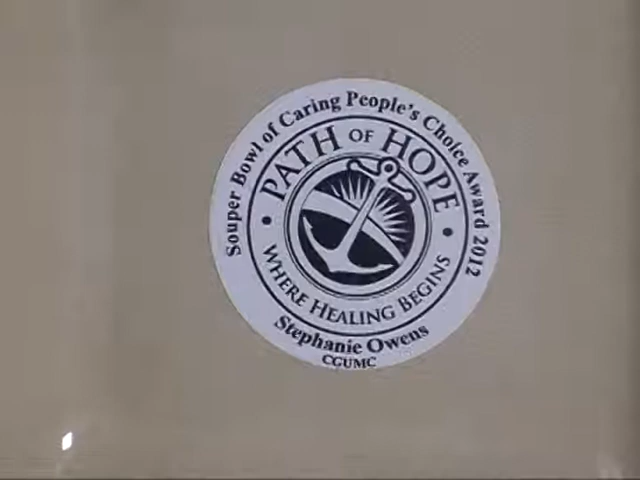 Souper Bowl of Caring People's Choice Award 2012
PATH OF HOPE
WHERE HEALING BEGINS
Stephanie Owens
CGUMC